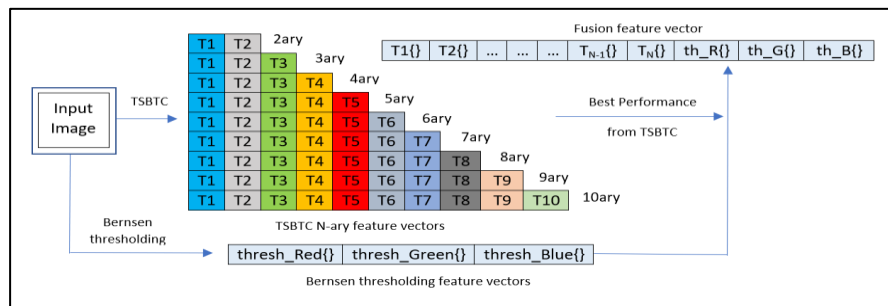 Fusion feature vector
T1{} T2{} ... ... ... TN-1{} TN{} th_R{} th_G{} th_B{}
T1 T2 2ary
T1 T2 T3 3ary
T1 T2 T3 T4 4ary
T1 T2 T3 T4 T5 5ary
T1 T2 T3 T4 T5 T6 6ary
T1 T2 T3 T4 T5 T6 T7 7ary
T1 T2 T3 T4 T5 T6 T7 T8 8ary
T1 T2 T3 T4 T5 T6 T7 T8 T9 9ary
T1 T2 T3 T4 T5 T6 T7 T8 T9 T10 10ary
Input
Image
TSBTC
Best Performance
from TSBTC
TSBTC N-ary feature vectors
Bernsen
thresholding
thresh_Red{} thresh_Green{} thresh_Blue{}
Bernsen thresholding feature vectors